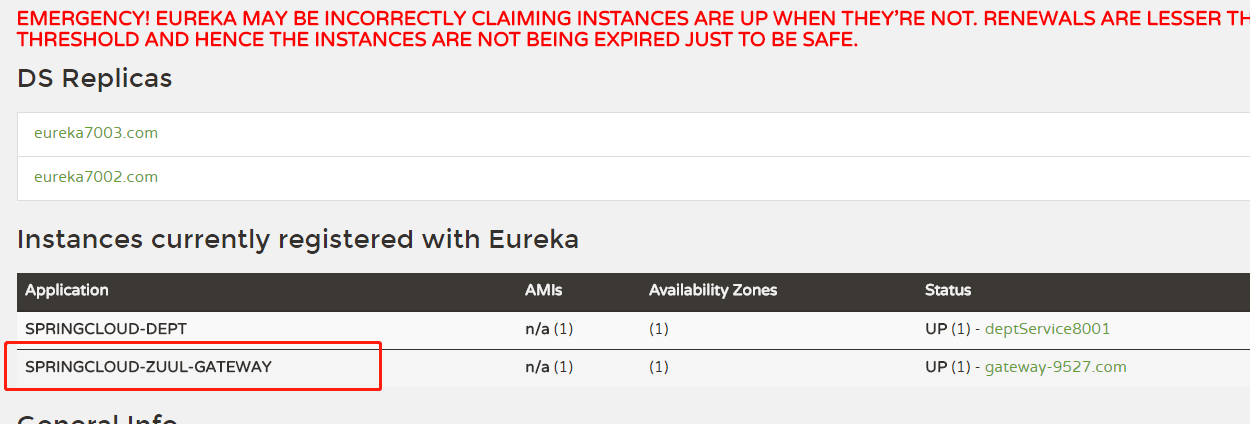 EMERGENCY! EUREKA MAY BE INCORRECTLY CLAIMING INSTANCES ARE UP WHEN THEY'RE NOT. RENEWALS ARE LESSER
THRESHOLD AND HENCE THE INSTANCES ARE NOT BEING EXPIRED JUST TO BE SAFE.
DS Replicas
eureka7003.com
eureka7002.com
Instances currently registered with Eureka
Application AMIs Availability Zones Status
SPRINGCLOUD-DEPT n/a (1) (1) UP (1) - deptService8001
SPRINGCLOUD-ZUUL-GATEWAY n/a (1) (1) UP (1) - gateway-9527.com
General Info